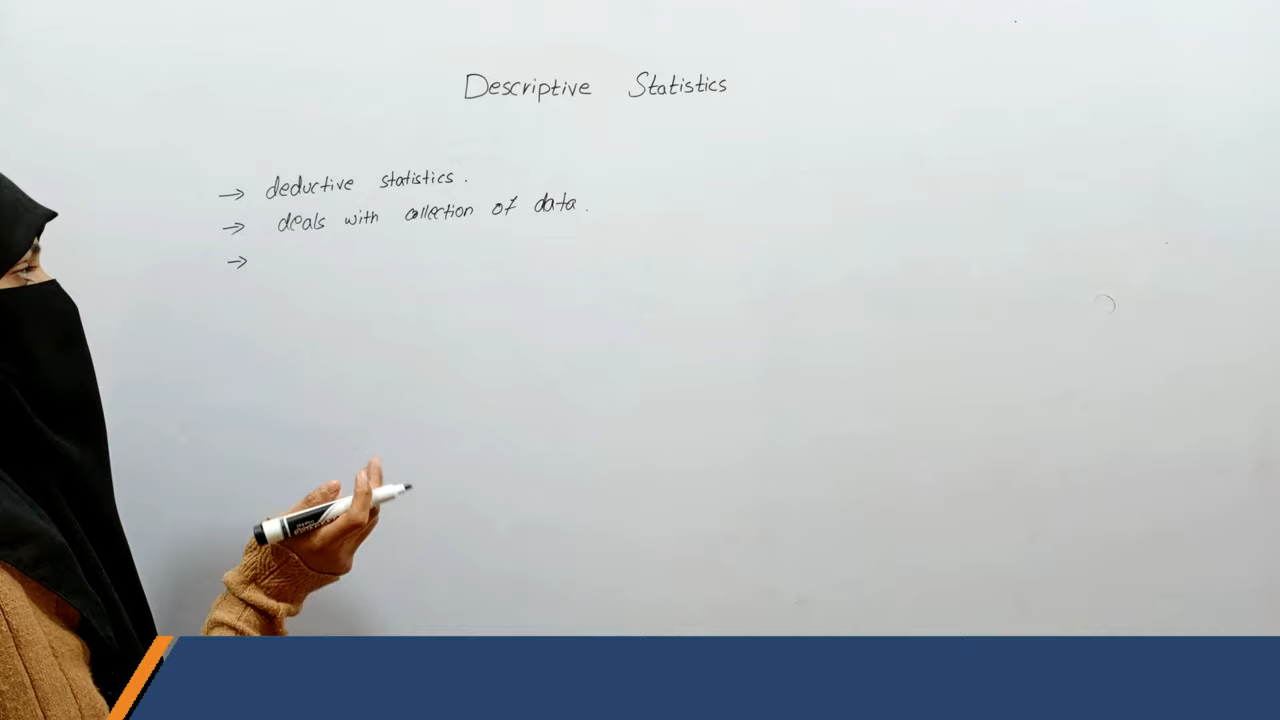 Descriptive Statistics
→ deductive statistics.
→ deals with collection of data.
→